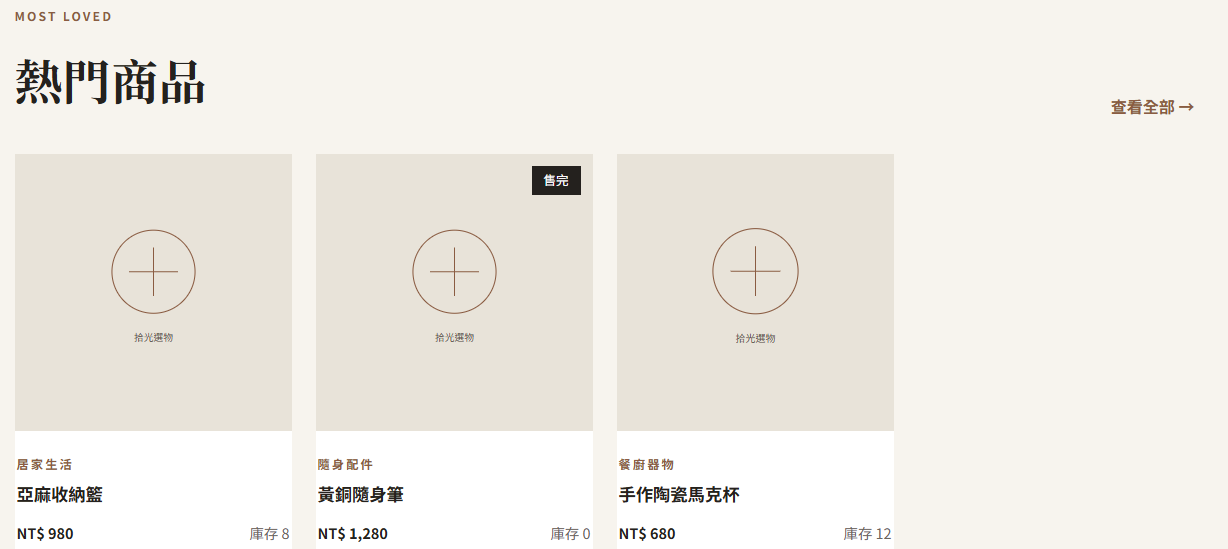 MOST LOVED
熱門商品
查看全部 →
售完
拾光選物
拾光選物
拾光選物
居家生活
隨身配件
餐廚器物
亞麻收納籃
黃銅隨身筆
手作陶瓷馬克杯
NT$ 980
庫存 8
NT$ 1,280
庫存 0
NT$ 680
庫存 12